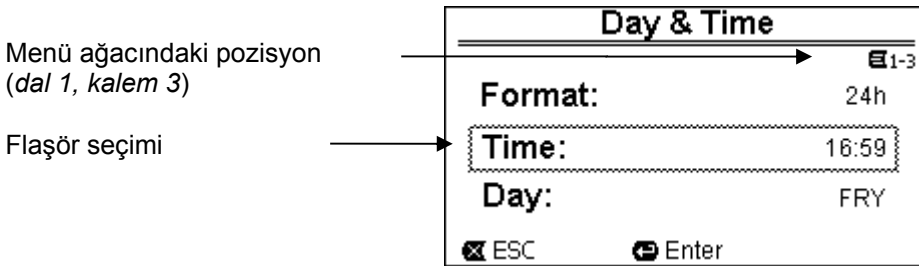 Menü ağacındaki pozisyon
(dal 1, kalem 3)
Flaşör seçimi
Day & Time
1-3
Format: 24h
Time: 16:59
Day: FRY
ESC Enter